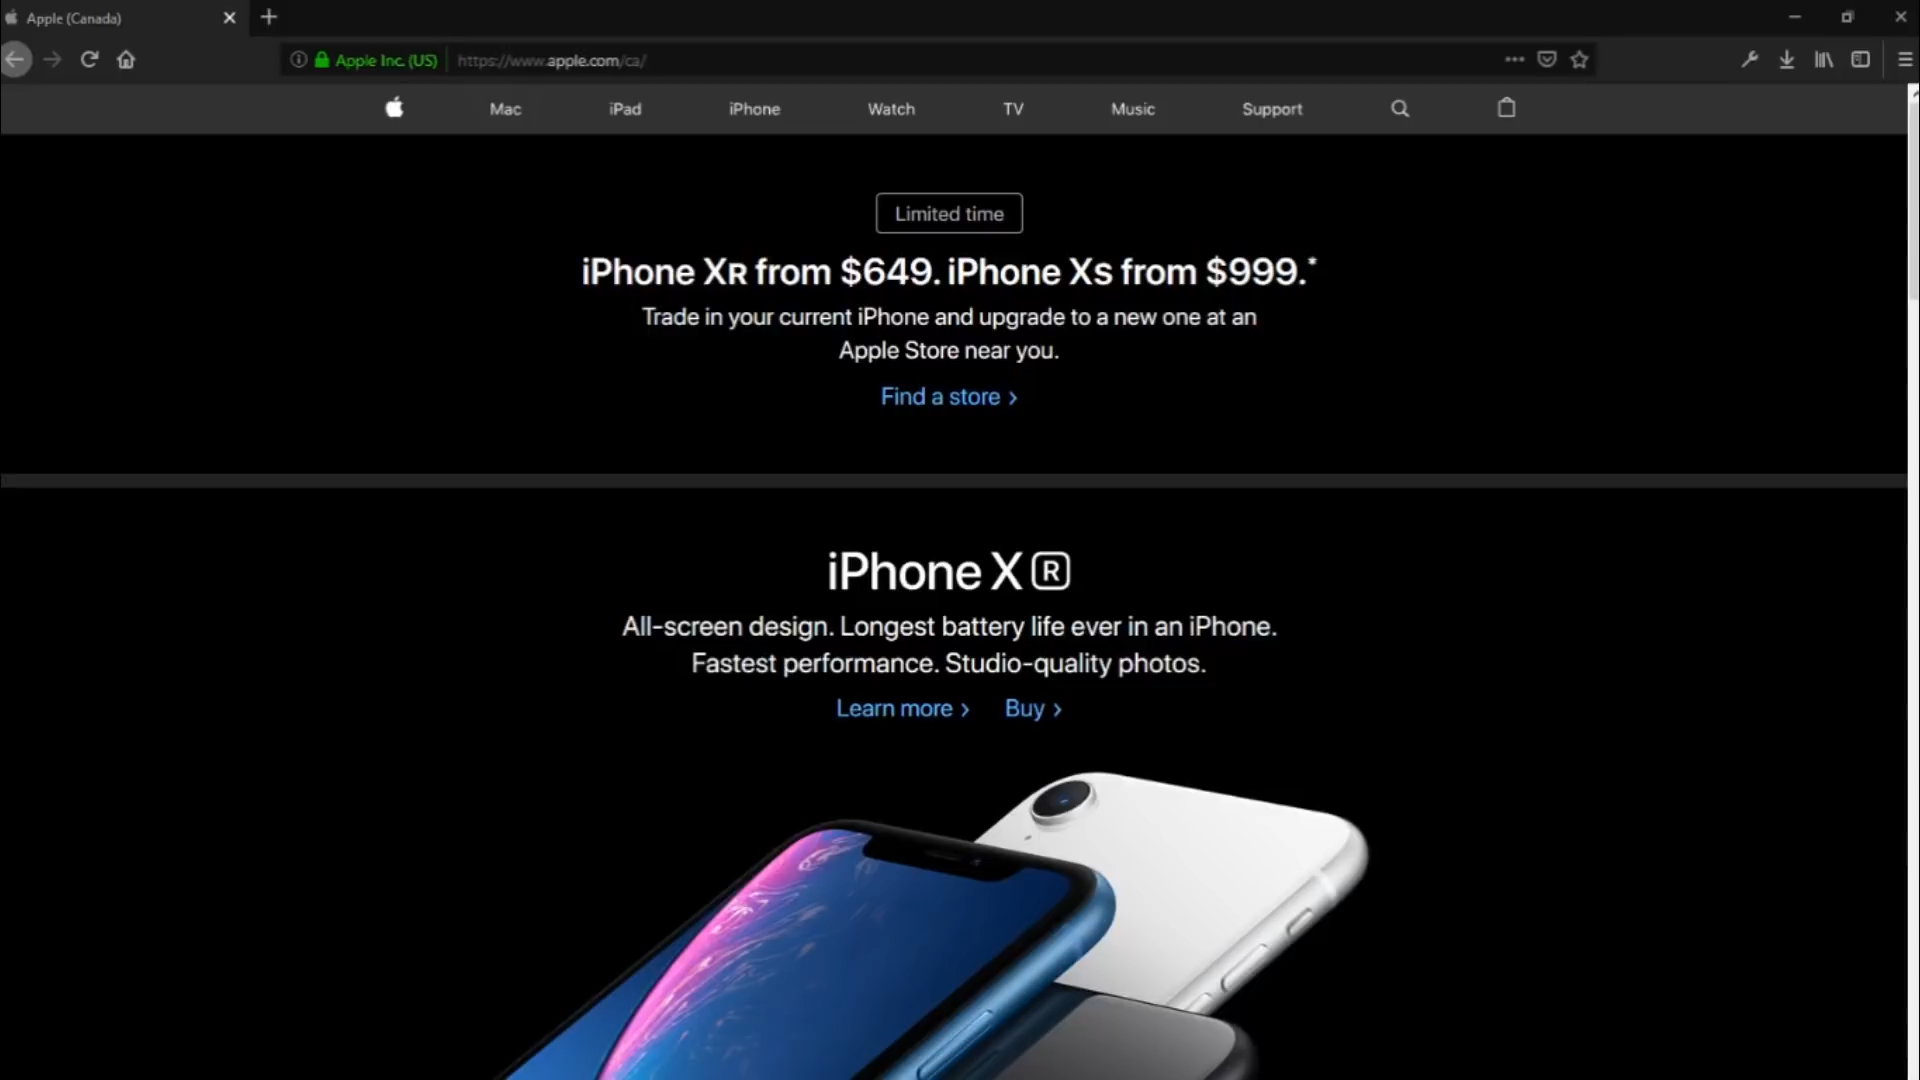 Apple (Canada)
Apple Inc. (US) https://www.apple.com/ca/
Mac iPad iPhone Watch TV Music Support
Limited time
iPhone XR from $649. iPhone XS from $999.*
Trade in your current iPhone and upgrade to a new one at an
Apple Store near you.
Find a store >
iPhone X R
All-screen design. Longest battery life ever in an iPhone.
Fastest performance. Studio-quality photos.
Learn more > Buy >